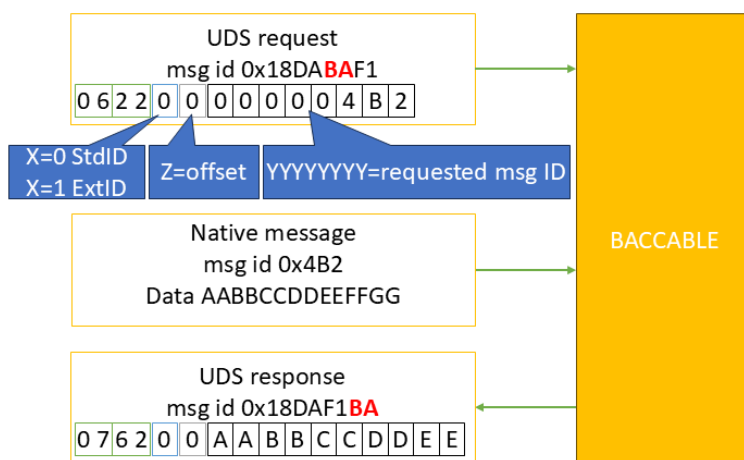 UDS request
msg id 0x18DABAF1
0 6 2 2 0 0 0 0 0 0 0 4 B 2
X=0 StdID
X=1 ExtID
Z=offset
YYYYYYYY=requested msg ID
Native message
msg id 0x4B2
Data AABBCCDDEEFFGG
BACCABLE
UDS response
msg id 0x18DAF1BA
0 7 6 2 0 0 A A B B C C D D E E